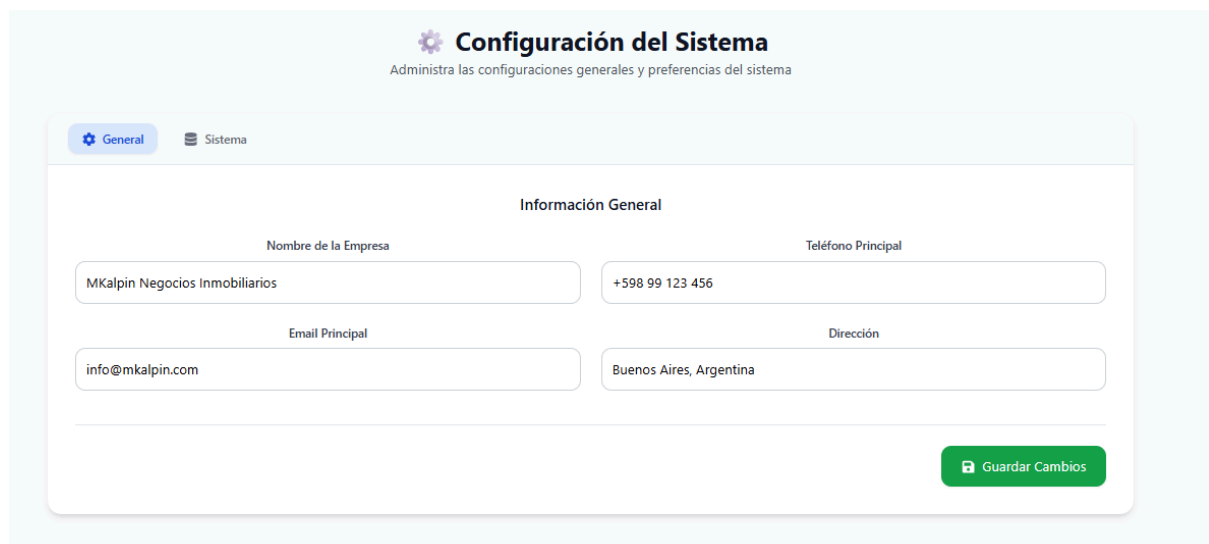 Configuración del Sistema
Administra las configuraciones generales y preferencias del sistema
General
Sistema
Información General
Nombre de la Empresa
Teléfono Principal
MKalpin Negocios Inmobiliarios
+598 99 123 456
Email Principal
Dirección
info@mkalpin.com
Buenos Aires, Argentina
Guardar Cambios